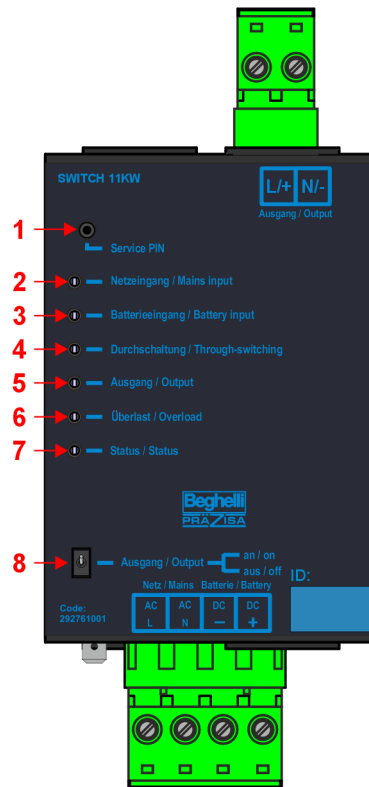 SWITCH 11KW
L/+ N/-
Ausgang / Output
1
Service PIN
2 Netzeingang / Mains input
3 Batterieeingang / Battery input
4 Durchschaltung / Through-switching
5 Ausgang / Output
6 Überlast / Overload
7 Status / Status
Beghelli
PRÄZISA
8 Ausgang / Output
an / on
aus / off
Netz / Mains Batterie / Battery
ID:
Code:
292761001
AC AC DC DC
L N − +